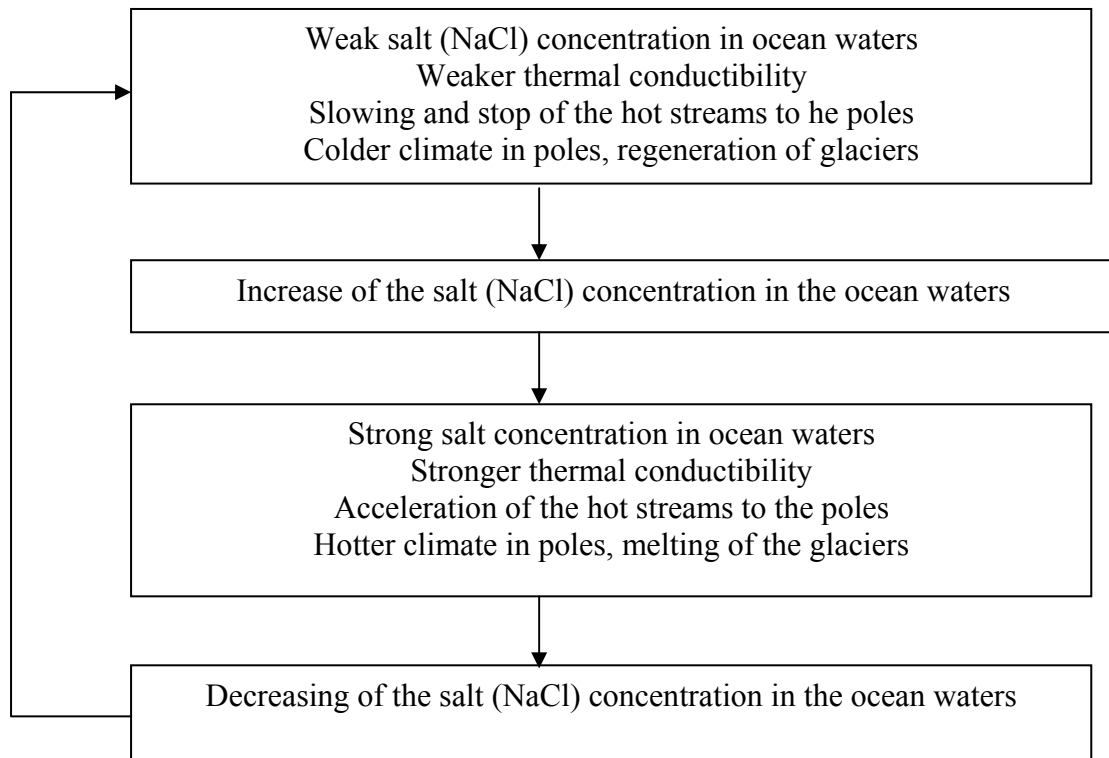 Weak salt (NaCl) concentration in ocean waters
Weaker thermal conductibility
Slowing and stop of the hot streams to he poles
Colder climate in poles, regeneration of glaciers
Increase of the salt (NaCl) concentration in the ocean waters
Strong salt concentration in ocean waters
Stronger thermal conductibility
Acceleration of the hot streams to the poles
Hotter climate in poles, melting of the glaciers
Decreasing of the salt (NaCl) concentration in the ocean waters